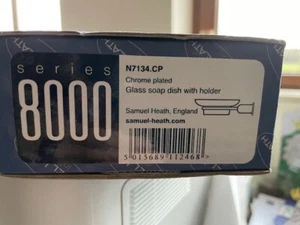 series
8000
N7134.CP
Chrome plated
Glass soap dish with holder
Samuel Heath, England
samuel-heath.com
5 015689 112468